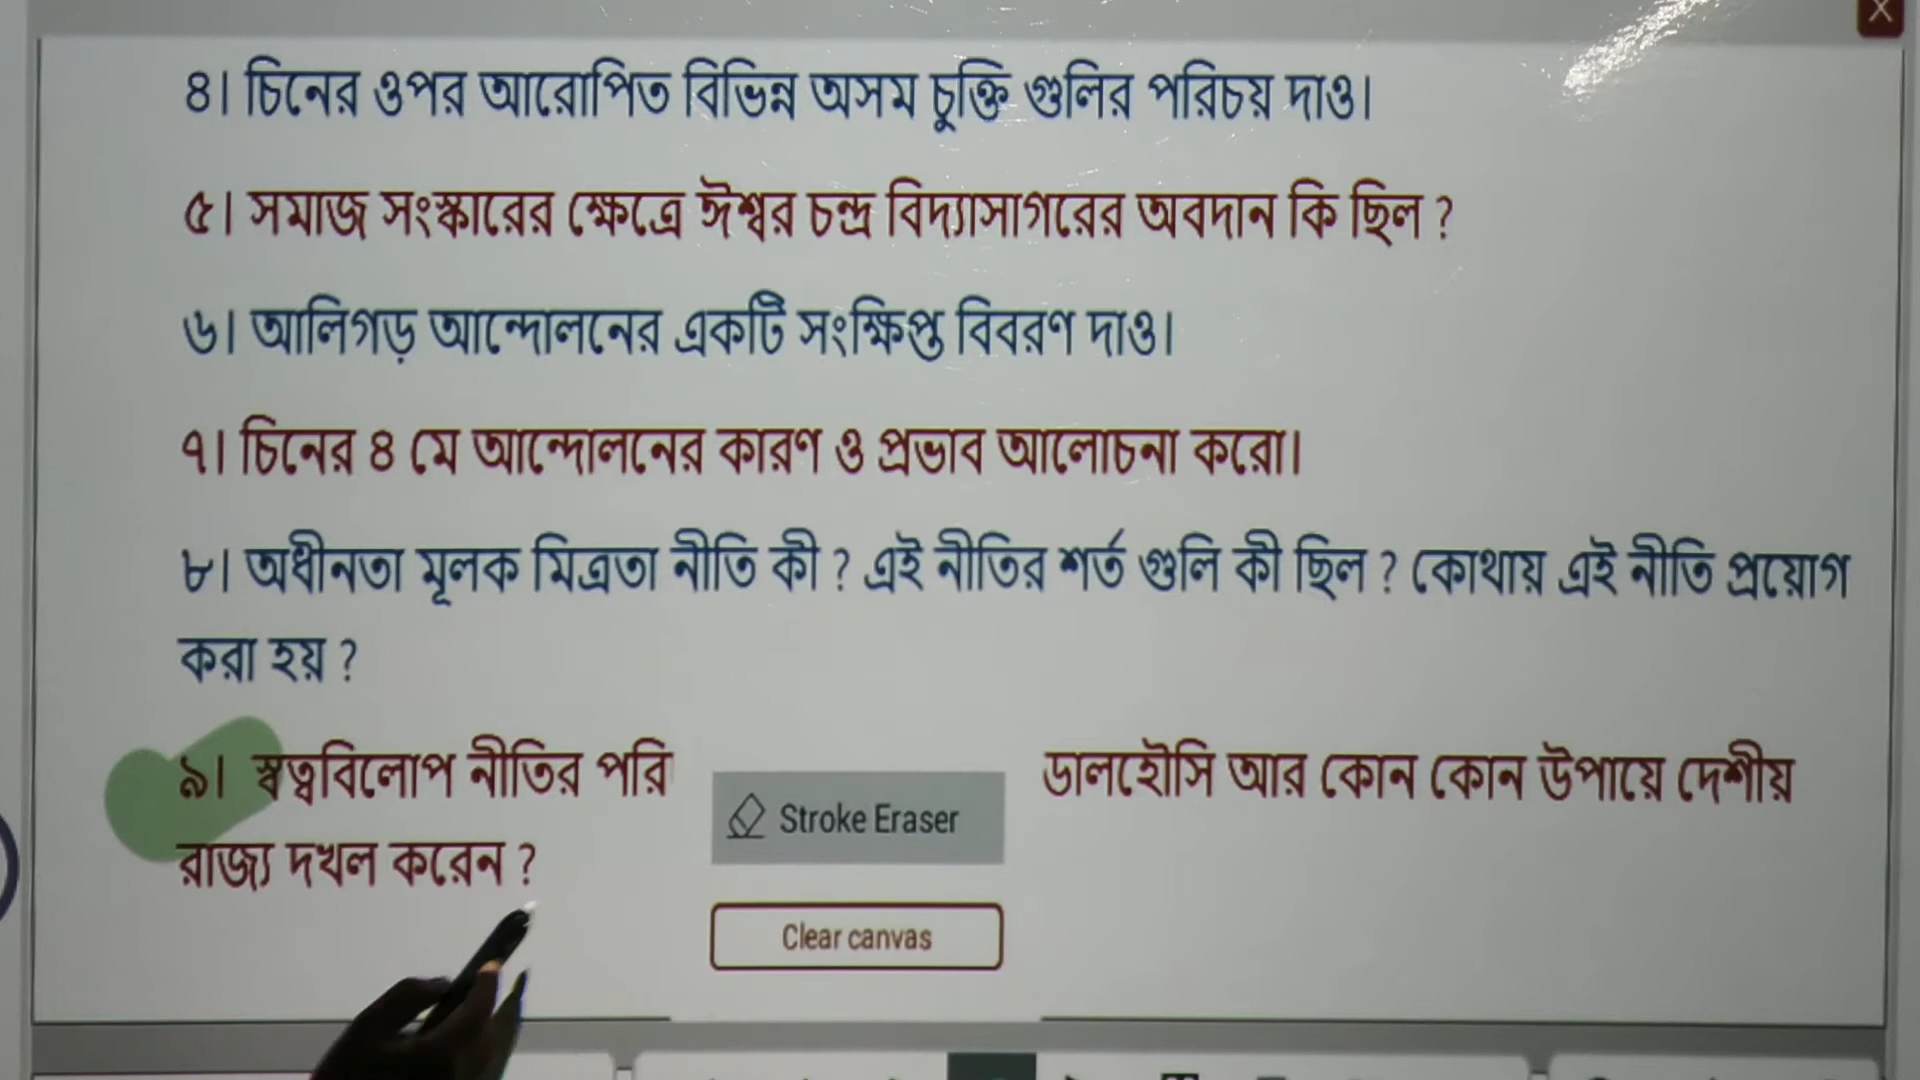 X
৪। চিনের ওপর আরোপিত বিভিন্ন অসম চুক্তি গুলির পরিচয় দাও।
৫। সমাজ সংস্কারের ক্ষেত্রে ঈশ্বর চন্দ্র বিদ্যাসাগরের অবদান কি ছিল ?
৬। আলিগড় আন্দোলনের একটি সংক্ষিপ্ত বিবরণ দাও।
৭। চিনের ৪ মে আন্দোলনের কারণ ও প্রভাব আলোচনা করো।
৮। অধীনতা মূলক মিত্রতা নীতি কী ? এই নীতির শর্ত গুলি কী ছিল ? কোথায় এই নীতি প্রয়োগ
করা হয় ?
৯। স্বত্ববিলোপ নীতির পরি ডালহৌসি আর কোন কোন উপায়ে দেশীয়
রাজ্য দখল করেন ?
Stroke Eraser
Clear canvas